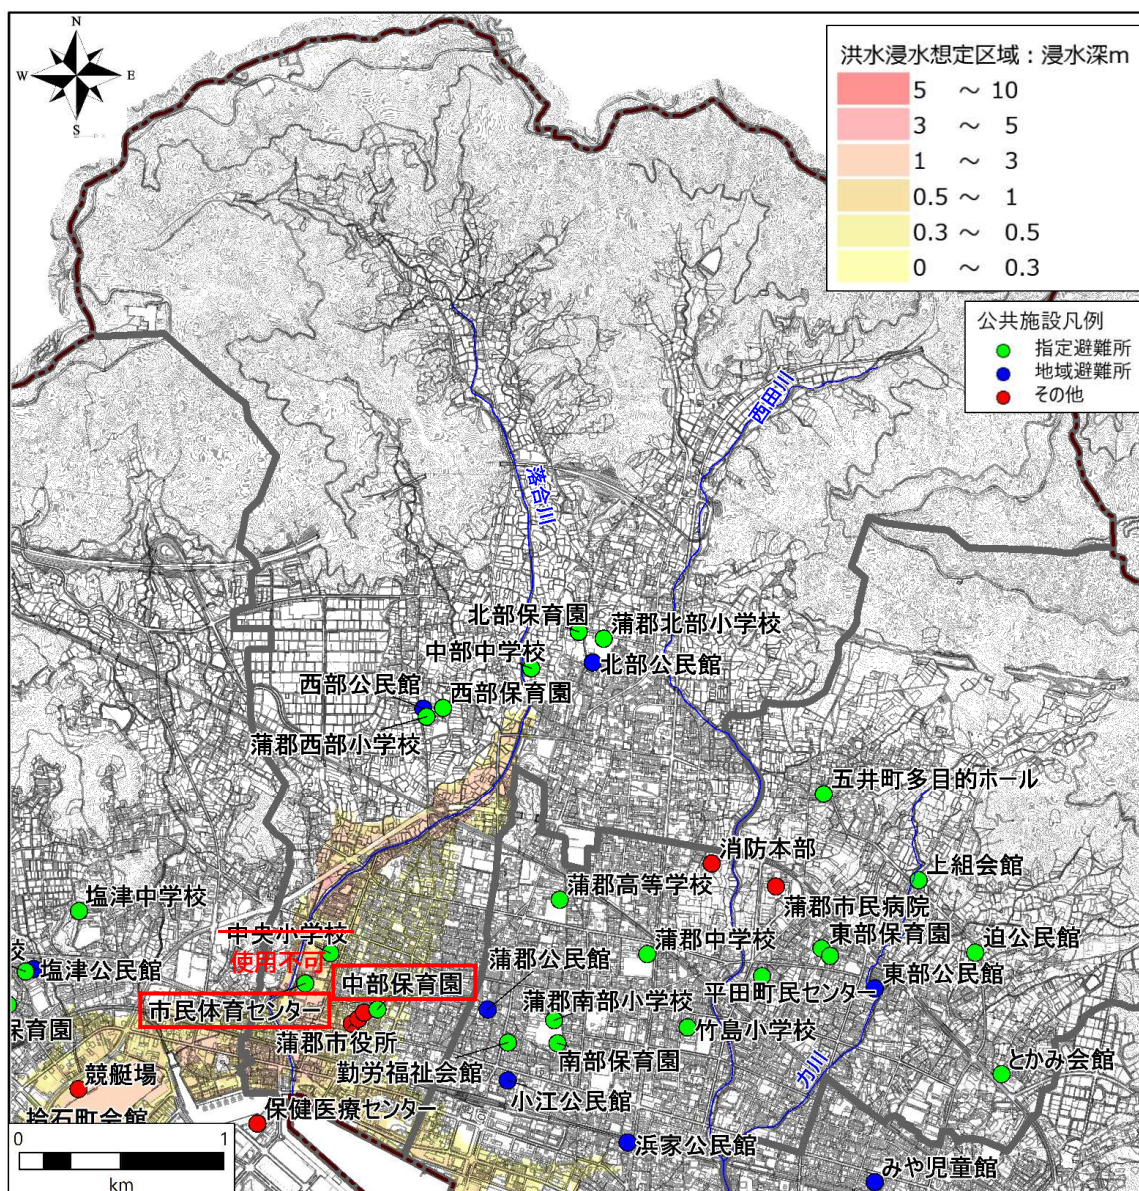 N
W
E
S
洪水浸水想定区域：浸水深m
5 ～ 10
3 ～ 5
1 ～ 3
0.5 ～ 1
0.3 ～ 0.5
0 ～ 0.3
公共施設凡例
指定避難所
地域避難所
その他
西田川
落合川
北部保育園
蒲郡北部小学校
中部中学校
北部公民館
西部公民館
西部保育園
蒲郡西部小学校
五井町多目的ホール
消防本部
上組会館
塩津中学校
蒲郡高等学校
蒲郡市民病院
中央小学校
使用不可
東部保育園
迫公民館
蒲郡中学校
蒲郡公民館
校
塩津公民館
中部保育園
東部公民館
平田町民センター
市民体育センター
蒲郡南部小学校
保育園
蒲郡市役所
竹島小学校
勤労福祉会館
南部保育園
とかみ会館
力川
競艇場
小江公民館
保健医療センター
拾石町会館
浜家公民館
みや児童館
0 1
km